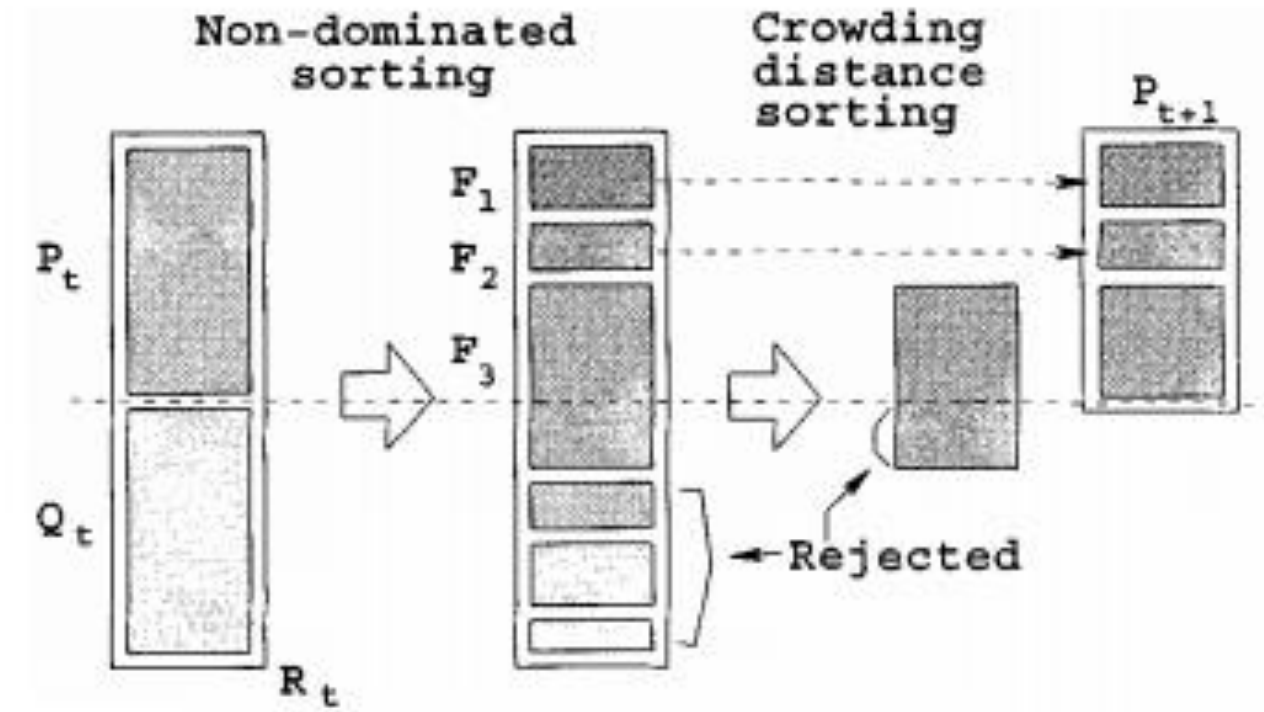 Non-dominated
sorting
Crowding
distance
sorting
P t+1
F 1
P t
F 2
F 3
Q t
Rejected
R t